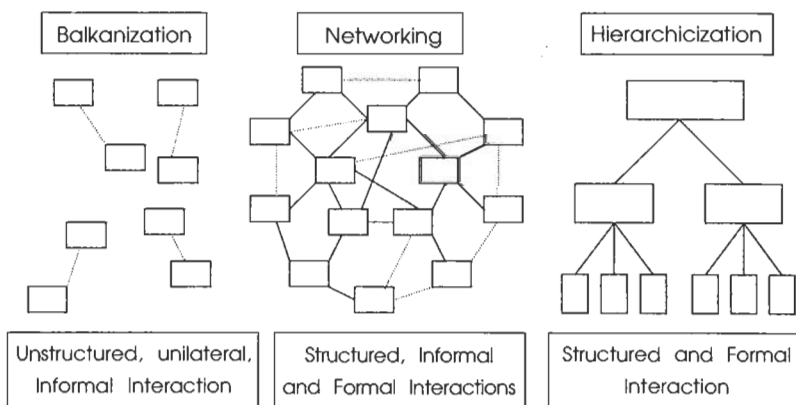 Balkanization
Networking
Hierarchicization
Unstructured, unilateral,
Informal Interaction
Structured, Informal
and Formal Interactions
Structured and Formal
Interaction